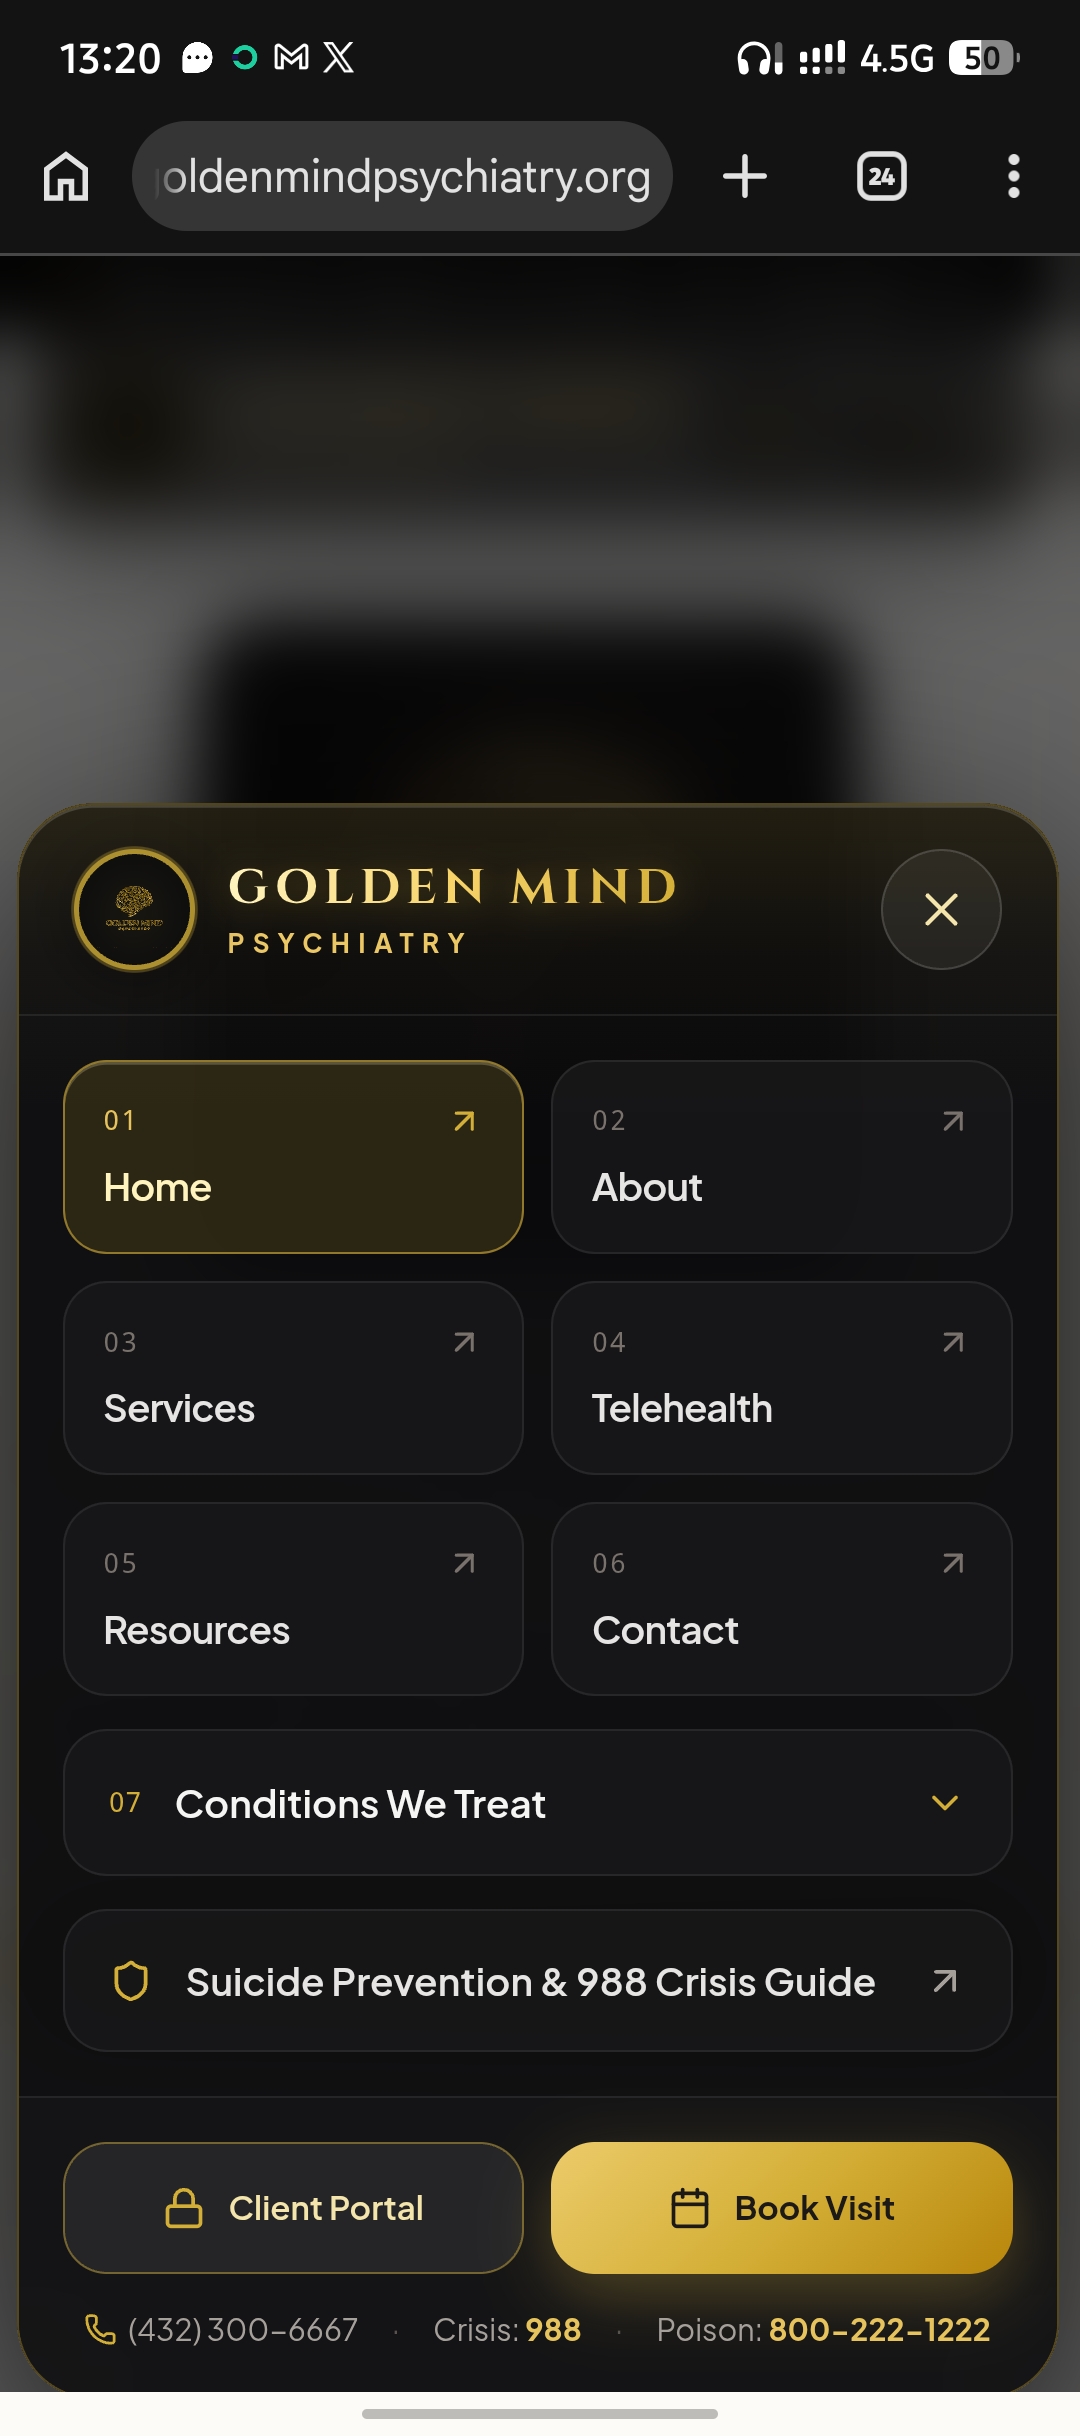 13:20
4.5G
50
oldenmindpsychiatry.org
24
GOLDEN MIND
PSYCHIATRY
01
Home
02
About
03
Services
04
Telehealth
05
Resources
06
Contact
07 Conditions We Treat
Suicide Prevention & 988 Crisis Guide
Client Portal
Book Visit
(432) 300-6667 · Crisis: 988 · Poison: 800-222-1222